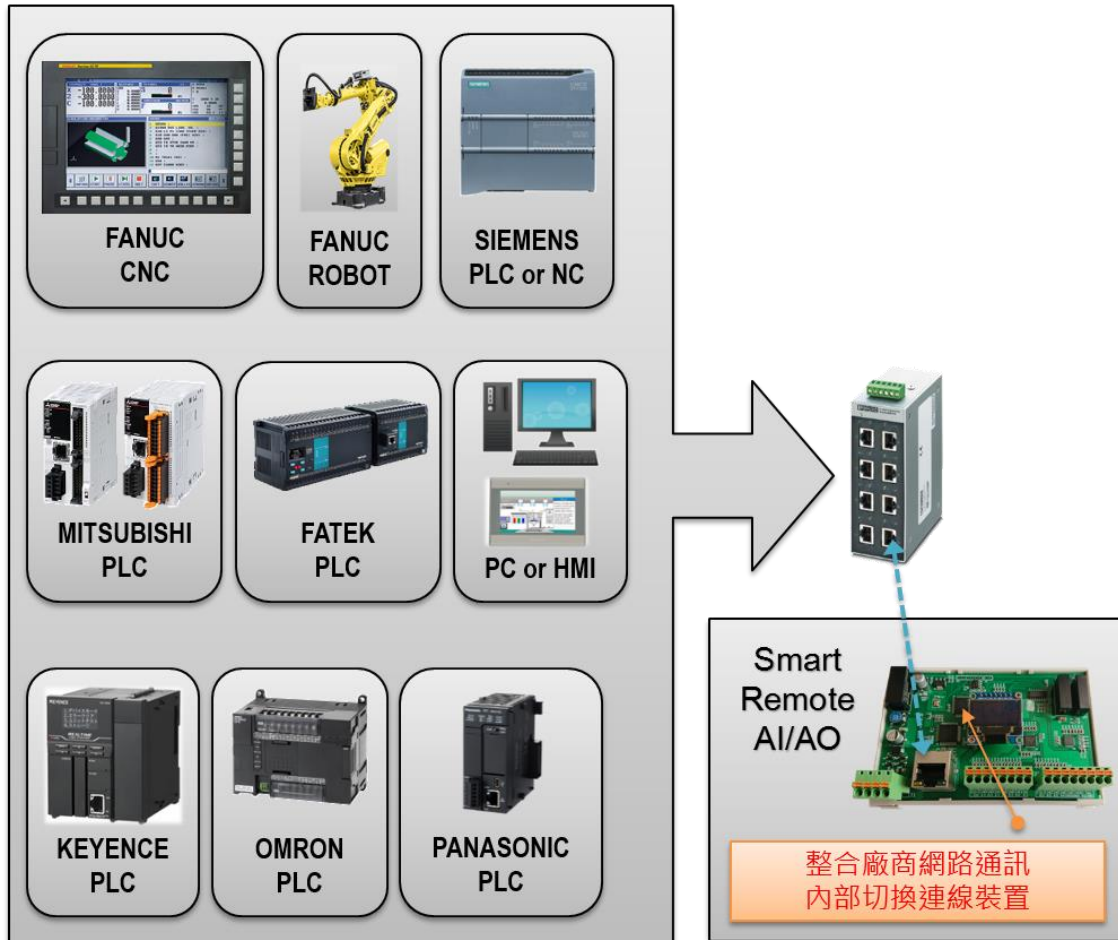 FANUC
CNC
FANUC
ROBOT
SIEMENS
SIEMENS
PLC or NC
MITSUBISHI
PLC
FATEK
PLC
PC or HMI
KEYENCE
KEYENCE
PLC
OMRON
PLC
PANASONIC
PLC
Smart
Remote
AI/AO
整合廠商網路通訊
內部切換連線裝置